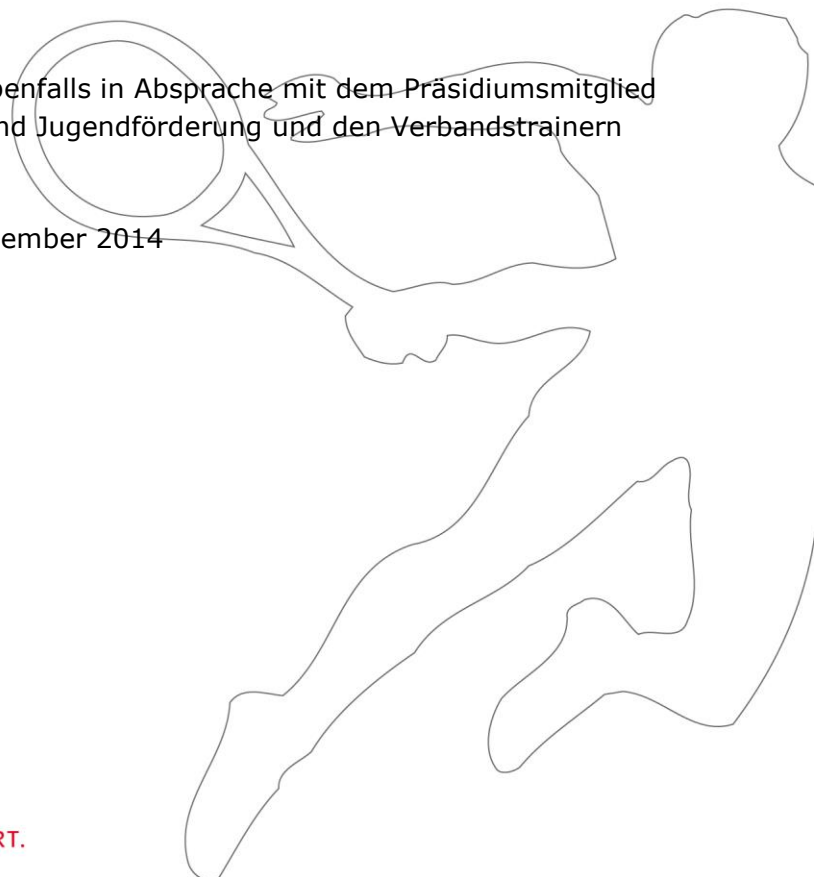 benfalls in Absprache mit dem Präsidiumsmitglied
nd Jugendförderung und den Verbandstrainern
ember 2014
RT.